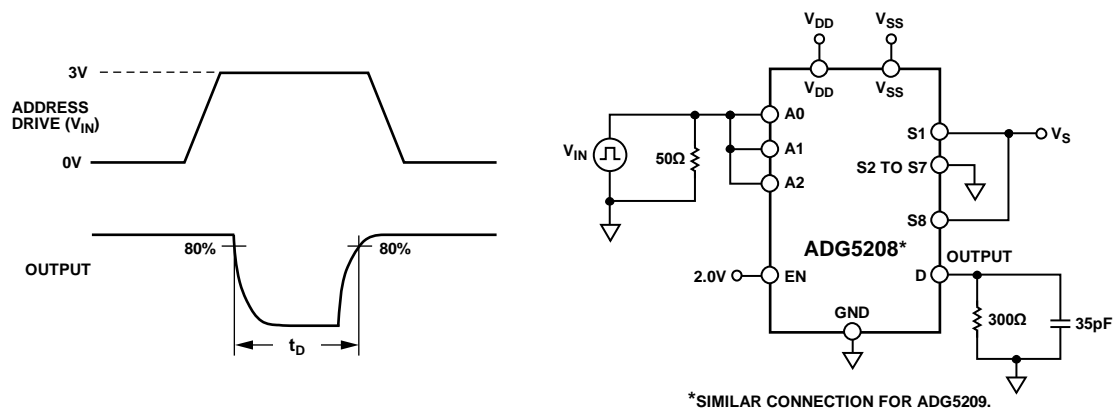 3V
ADDRESS
DRIVE (VIN)
0V
OUTPUT
80%
80%
tD
VDD
VSS
VDD
VSS
VIN
50Ω
A0
A1
A2
2.0V
EN
GND
ADG5208*
S1
S2 TO S7
S8
VS
OUTPUT
D
300Ω
35pF
*SIMILAR CONNECTION FOR ADG5209.